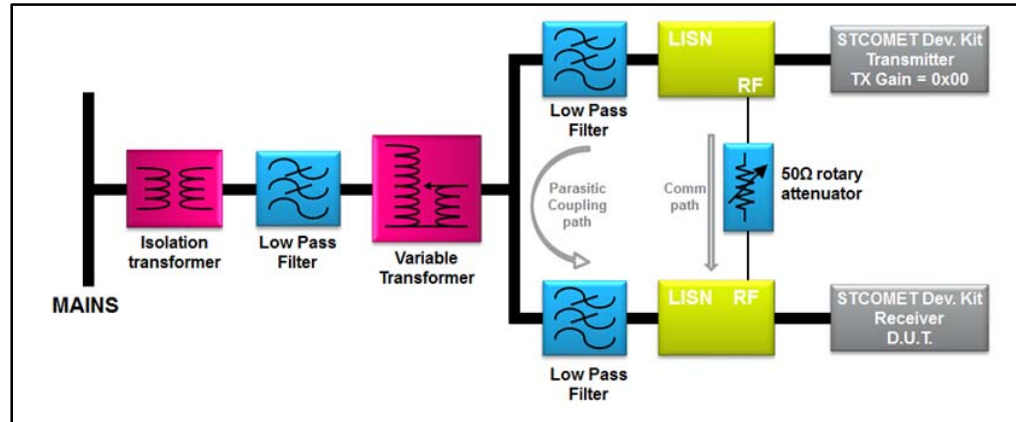 MAINS
Isolation
transformer
Low Pass
Filter
Variable
Transformer
Low Pass
Filter
LISN
RF
STCOMET Dev. Kit
Transmitter
TX Gain = 0x00
Parasitic
Coupling
path
Comm
path
50Ω rotary
attenuator
Low Pass
Filter
LISN RF
STCOMET Dev. Kit
Receiver
D.U.T.